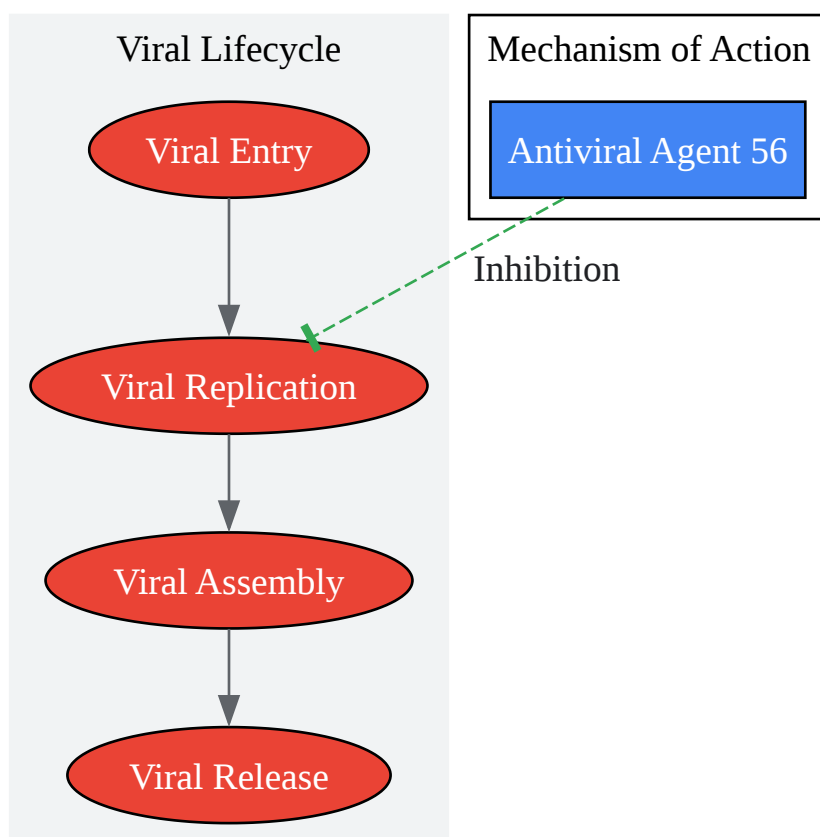 Viral Lifecycle
Mechanism of Action
Viral Entry
Antiviral Agent 56
Inhibition
Viral Replication
Viral Assembly
Viral Release